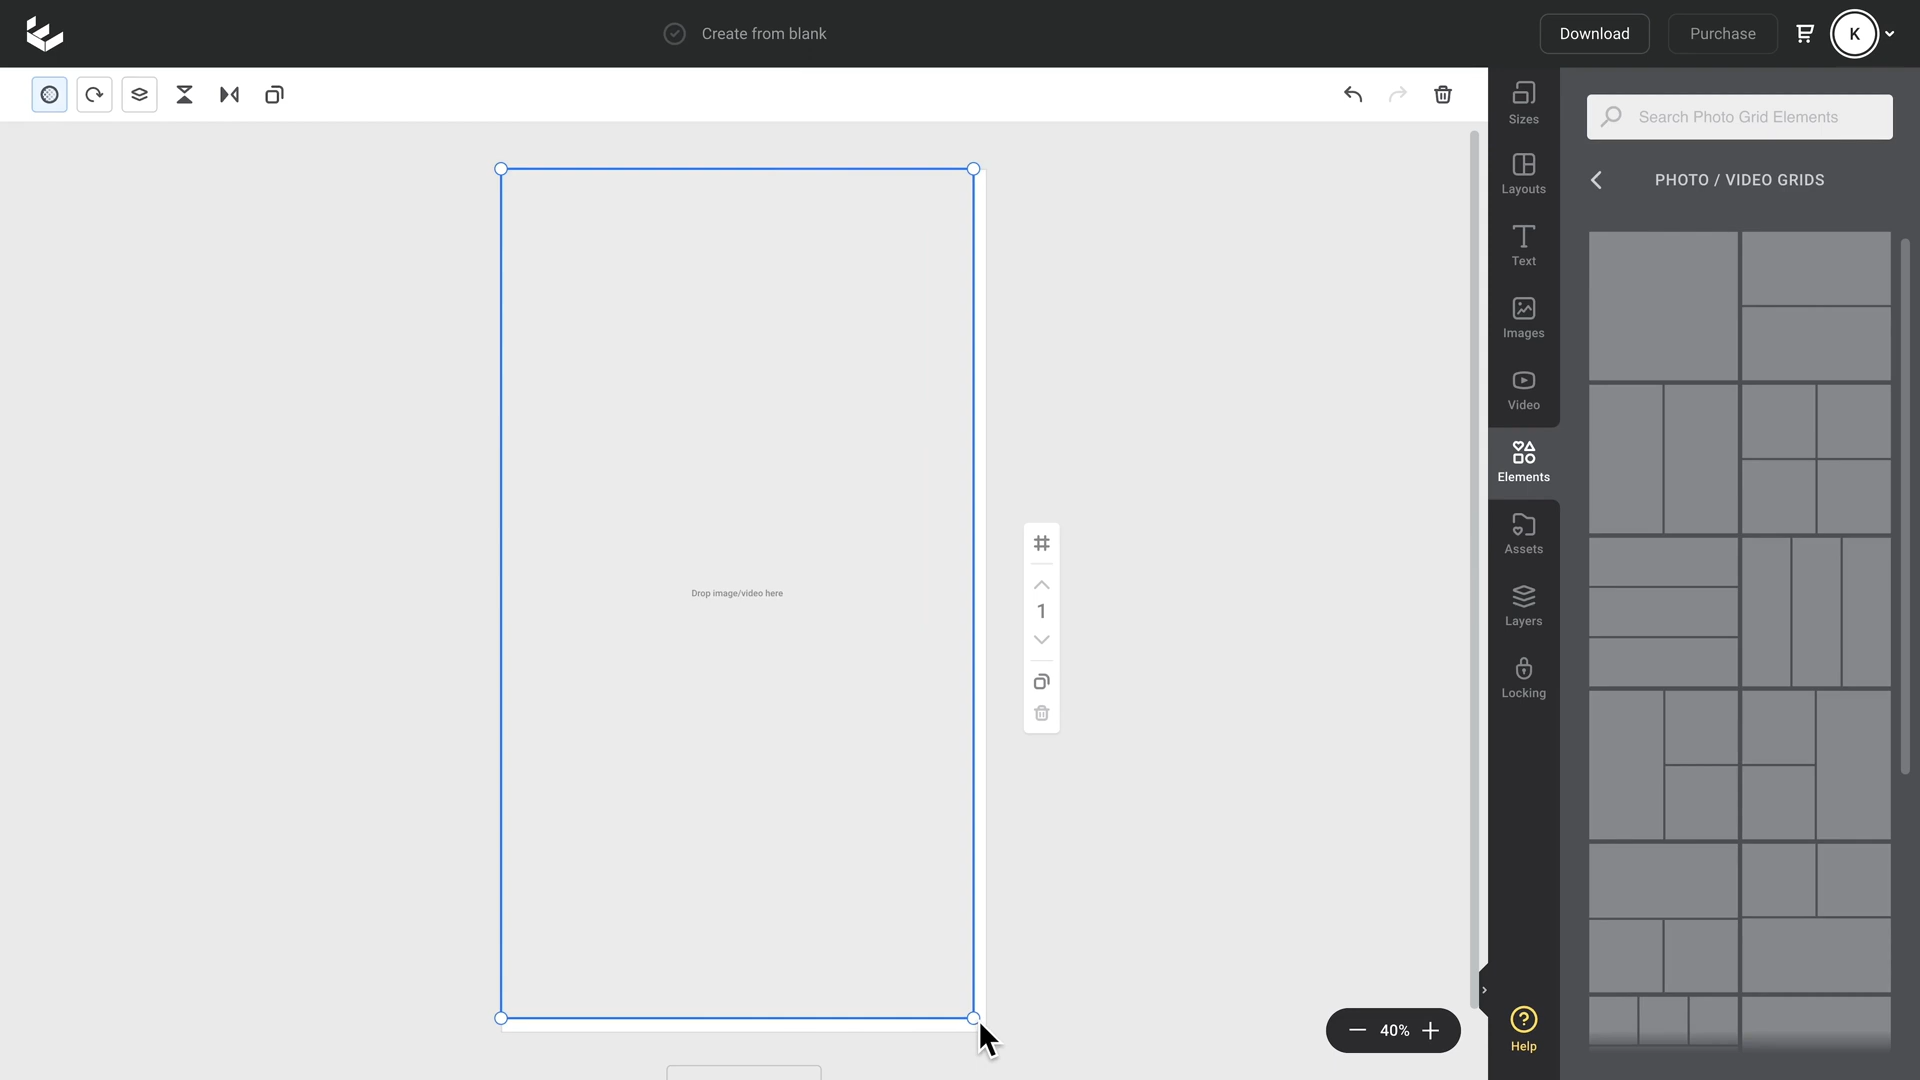 Create from blank
Download
Purchase
K
Sizes
Search Photo Grid Elements
Layouts
PHOTO / VIDEO GRIDS
Text
Images
Video
Elements
Assets
Drop image/video here
1
Layers
Locking
40%
Help